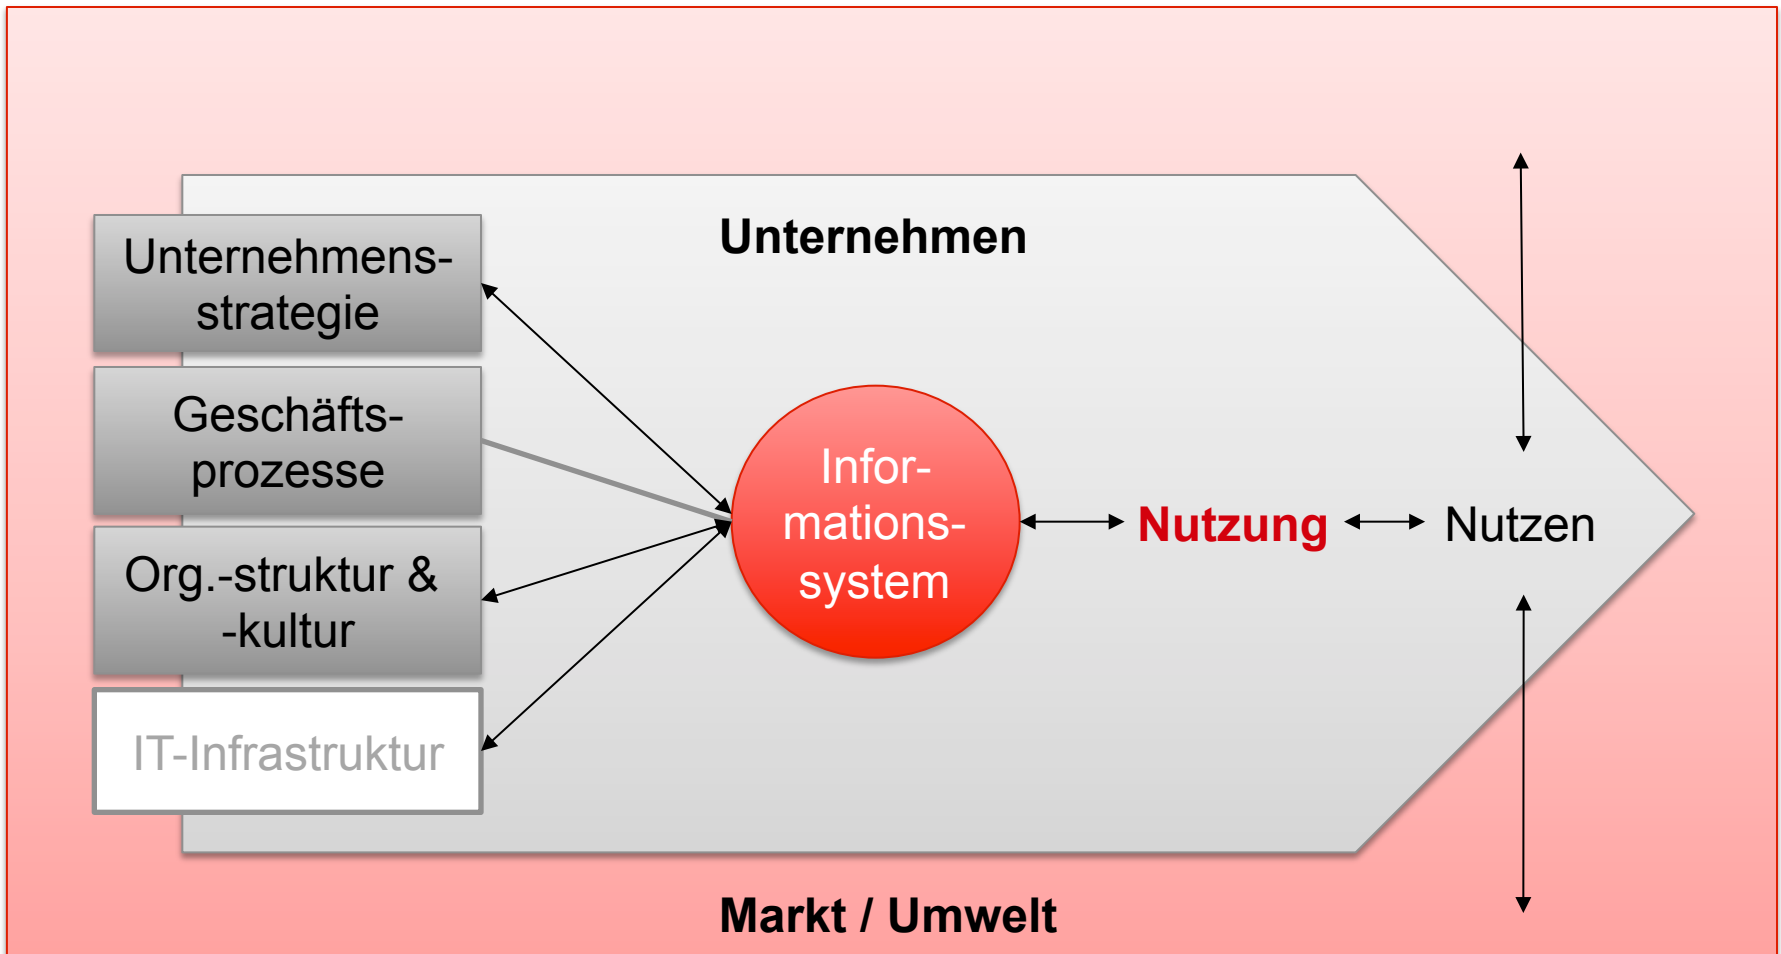 Unternehmen
Unternehmens-
strategie
Geschäfts-
prozesse
Org.-struktur &
-kultur
IT-Infrastruktur
Infor-
mations-
system
Nutzung
Nutzen
Markt / Umwelt